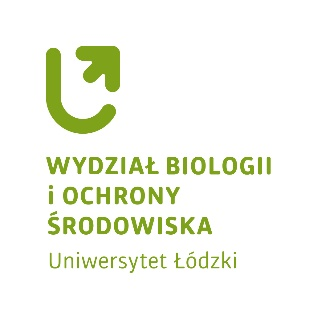 WYDZIAŁ BIOLOGII
i OCHRONY
ŚRODOWISKA
Uniwersytet Łódzki